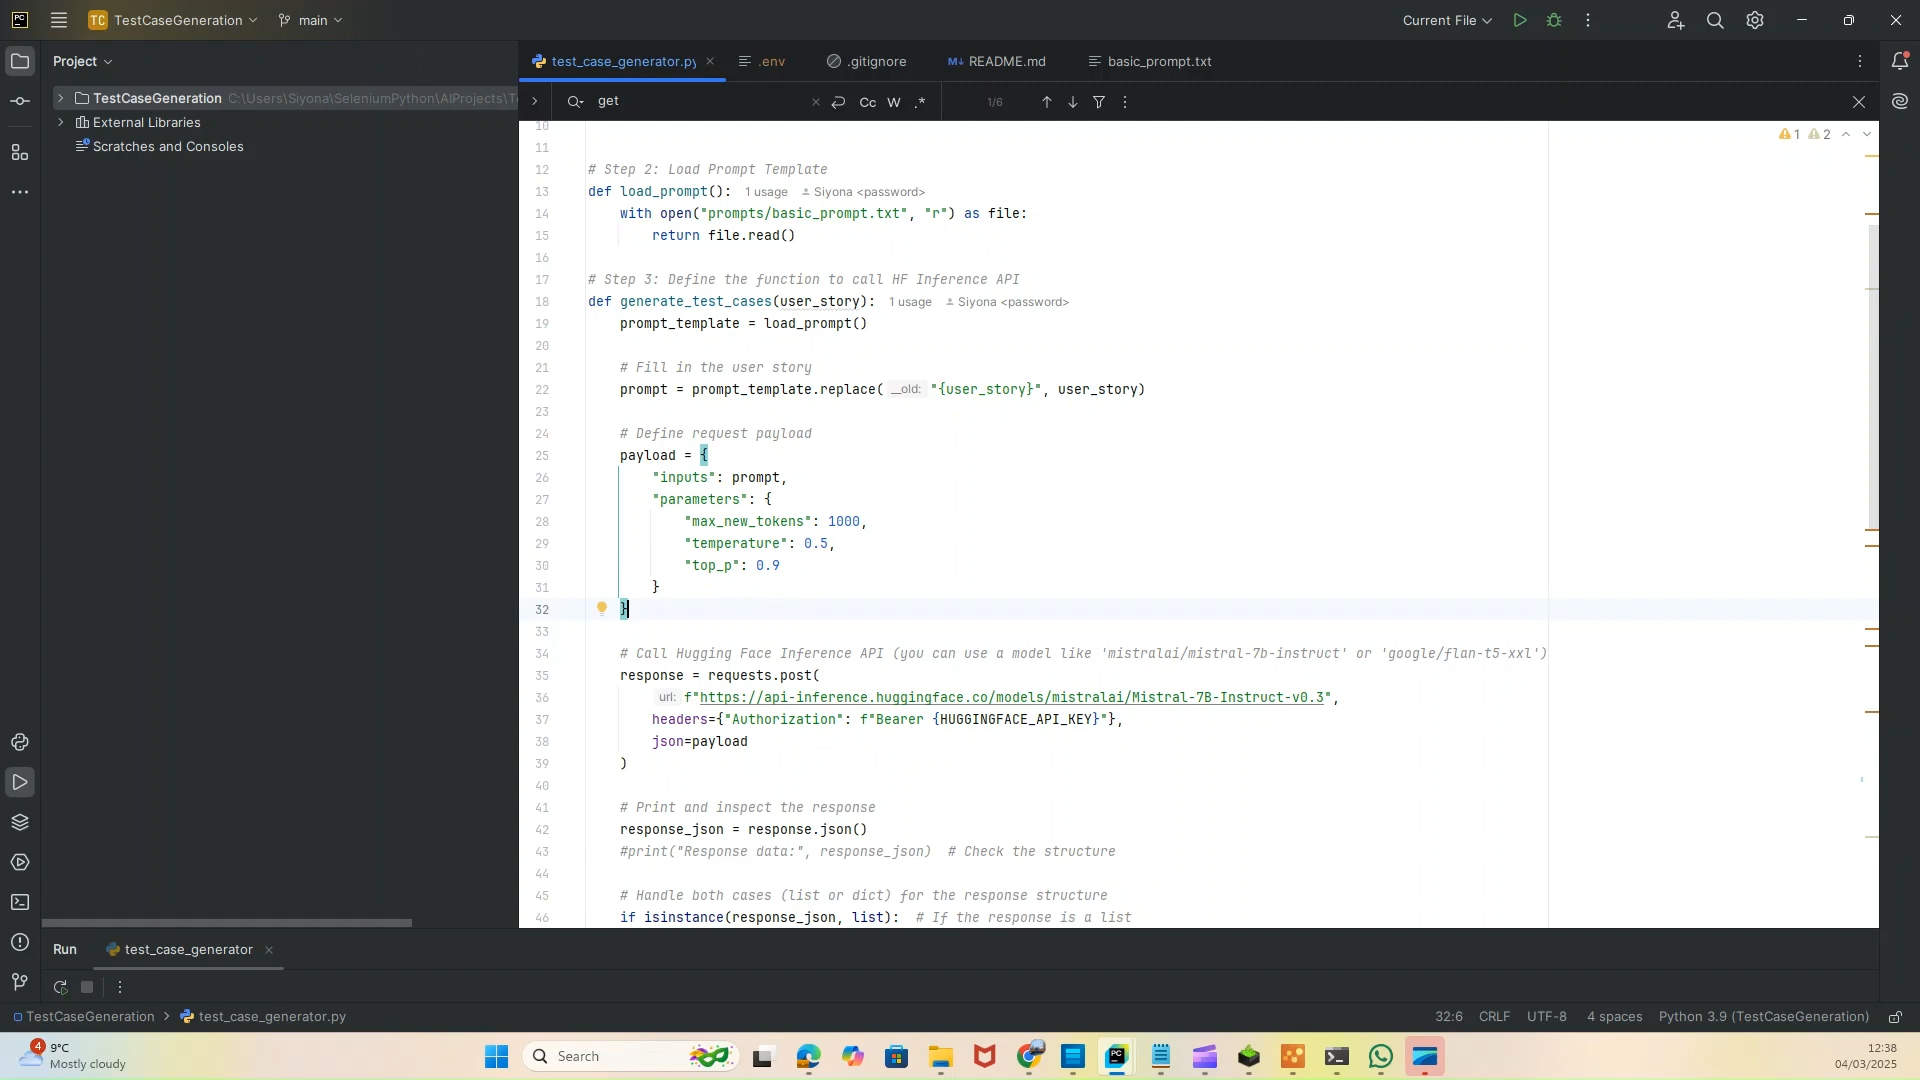 PC
TC TestCaseGeneration
main
Current File
Project
test_case_generator.py
.env
.gitignore
M↓ README.md
basic_prompt.txt
TestCaseGeneration C:\Users\Siyona\SeleniumPython\AIProjects\T
External Libraries
Scratches and Consoles
get
Cc W .*
1/6
1 2
10
11
12 # Step 2: Load Prompt Template
13 def load_prompt(): 1 usage Siyona <password>
14 with open("prompts/basic_prompt.txt", "r") as file:
15 return file.read()
16
17 # Step 3: Define the function to call HF Inference API
18 def generate_test_cases(user_story): 1 usage Siyona <password>
19 prompt_template = load_prompt()
20
21 # Fill in the user story
22 prompt = prompt_template.replace( __old: "{user_story}", user_story)
23
24 # Define request payload
25 payload = {
26 "inputs": prompt,
27 "parameters": {
28 "max_new_tokens": 1000,
29 "temperature": 0.5,
30 "top_p": 0.9
31 }
32 }
33
34 # Call Hugging Face Inference API (you can use a model like 'mistralai/mistral-7b-instruct' or 'google/flan-t5-xxl')
35 response = requests.post(
36 url: f"https://api-inference.huggingface.co/models/mistralai/Mistral-7B-Instruct-v0.3",
37 headers={"Authorization": f"Bearer {HUGGINGFACE_API_KEY}"},
38 json=payload
39 )
40
41 # Print and inspect the response
42 response_json = response.json()
43 #print("Response data:", response_json) # Check the structure
44
45 # Handle both cases (list or dict) for the response structure
46 if isinstance(response_json, list): # If the response is a list
Run
test_case_generator
TestCaseGeneration > test_case_generator.py
32:6 CRLF UTF-8 4 spaces Python 3.9 (TestCaseGeneration)
4
9°C
Mostly cloudy
Search
PC
12:38
04/03/2025